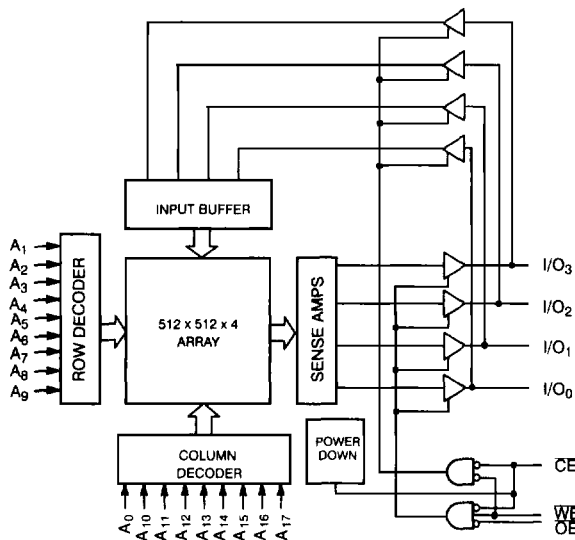 INPUT BUFFER
A1
A2
A3
A4
A5
A6
A7
A8
A9
ROW DECODER
512 x 512 x 4
ARRAY
SENSE AMPS
I/O3
I/O2
I/O1
I/O0
COLUMN
DECODER
POWER
DOWN
A0
A10
A11
A12
A13
A14
A15
A16
A17
CE
WE
OE